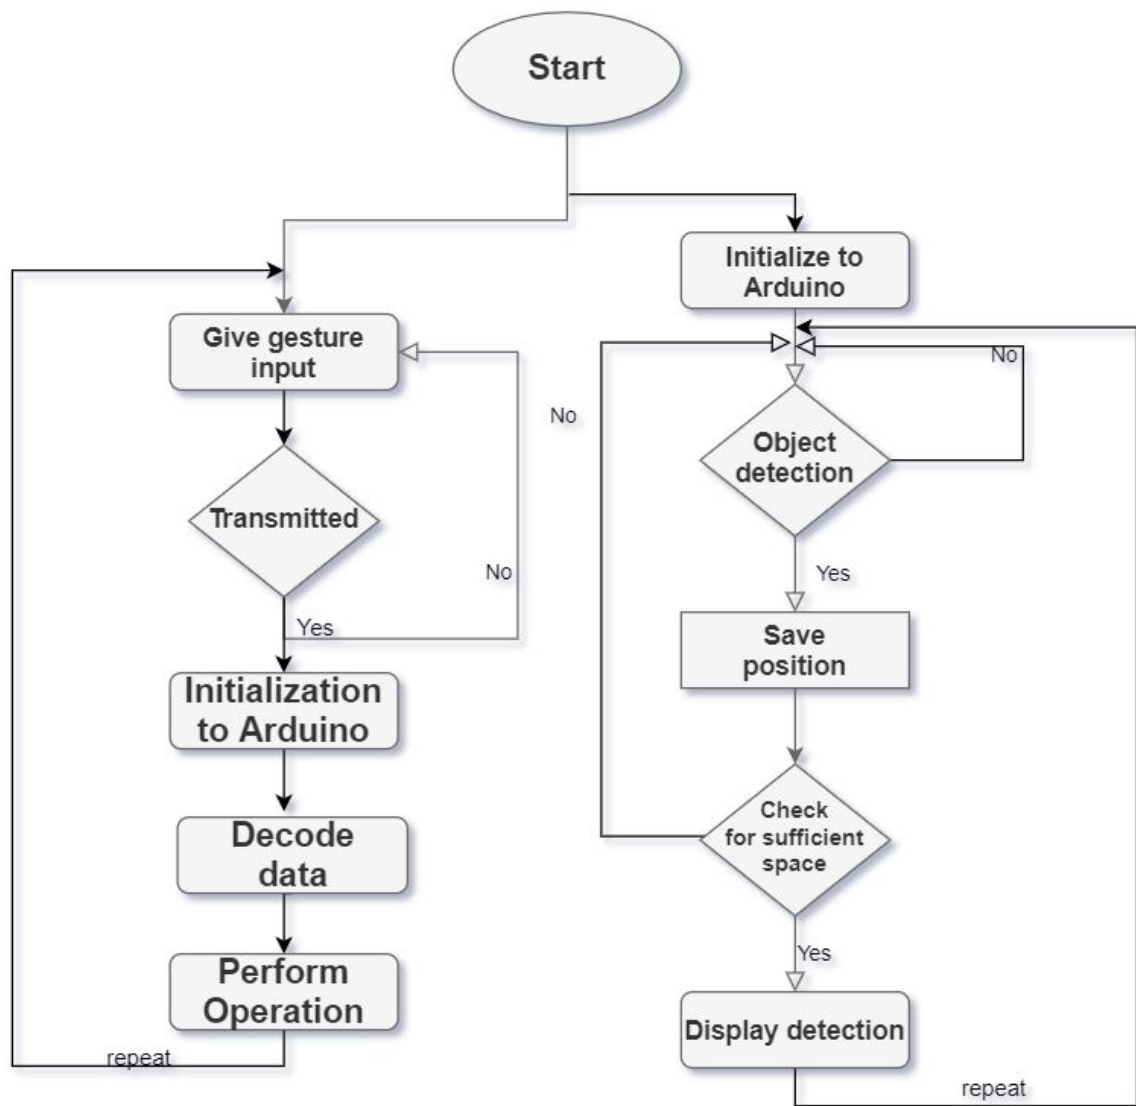 Start
Give gesture
input
Transmitted
No
Yes
Initialization
to Arduino
Decode
data
Perform
Operation
repeat
Initialize to
Arduino
No
No
Object
detection
Yes
Save
position
Check
for sufficient
space
Yes
Display detection
repeat